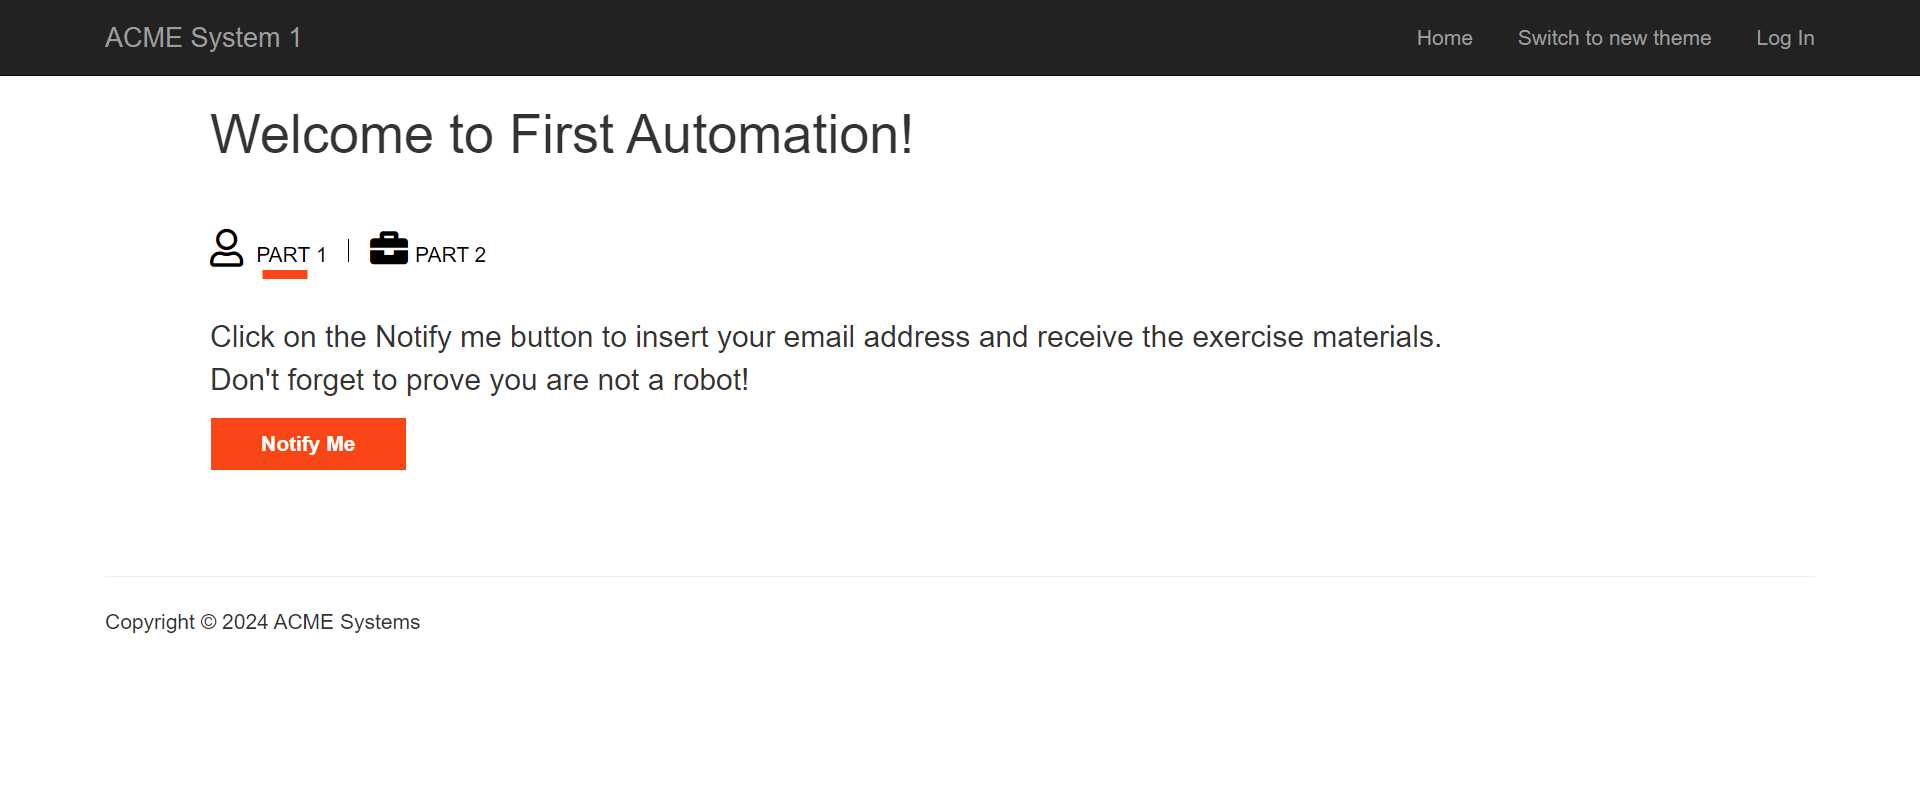 ACME System 1
Home
Switch to new theme
Log In
Welcome to First Automation!
PART 1
PART 2
Click on the Notify me button to insert your email address and receive the exercise materials.
Don't forget to prove you are not a robot!
Notify Me
Copyright © 2024 ACME Systems